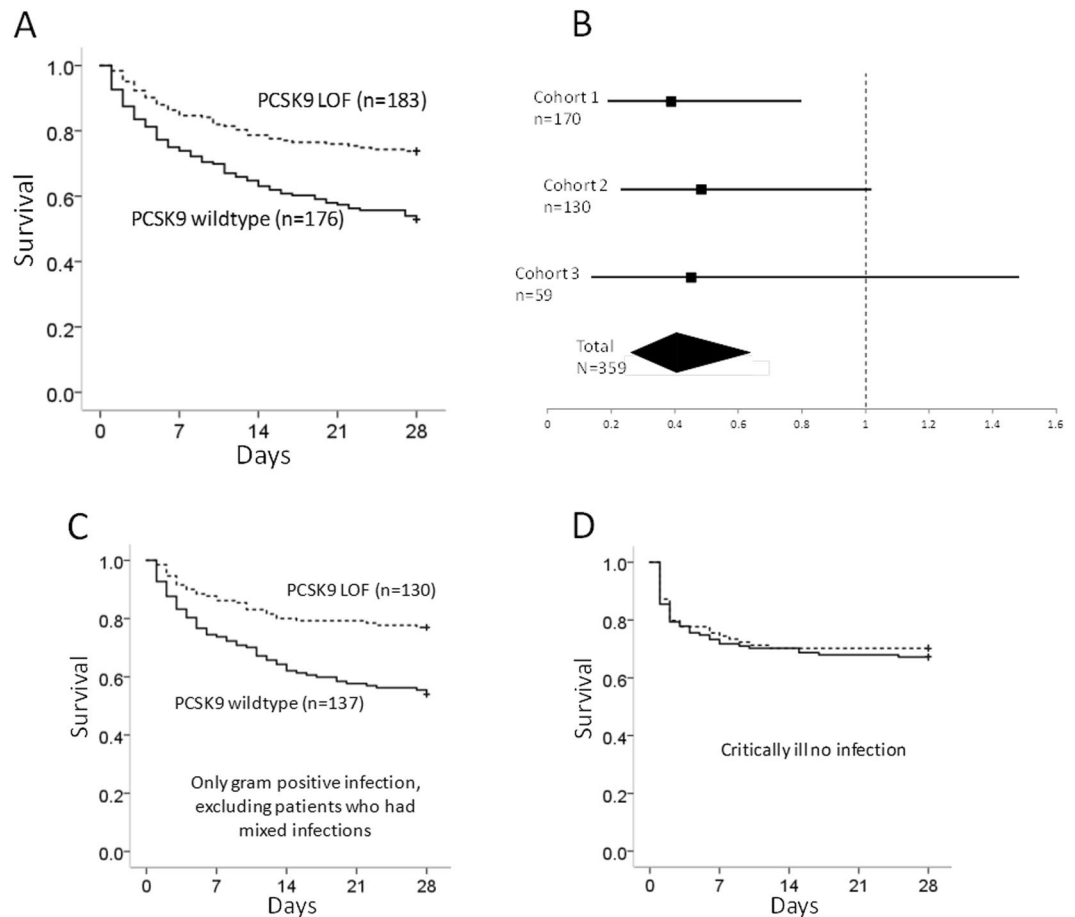 A
1.0
0.8
0.6
0.4
0.2
0.0
Survival
PCSK9 LOF (n=183)
PCSK9 wildtype (n=176)
0 7 14 21 28
Days
B
Cohort 1
n=170
Cohort 2
n=130
Cohort 3
n=59
Total
N=359
0 0.2 0.4 0.6 0.8 1 1.2 1.4 1.6
C
1.0
0.8
0.6
0.4
0.2
0.0
Survival
PCSK9 LOF (n=130)
PCSK9 wildtype (n=137)
Only gram positive infection,
excluding patients who had
mixed infections
0 7 14 21 28
Days
D
1.0
0.8
0.6
0.4
0.2
0.0
Survival
Critically ill no infection
0 7 14 21 28
Days